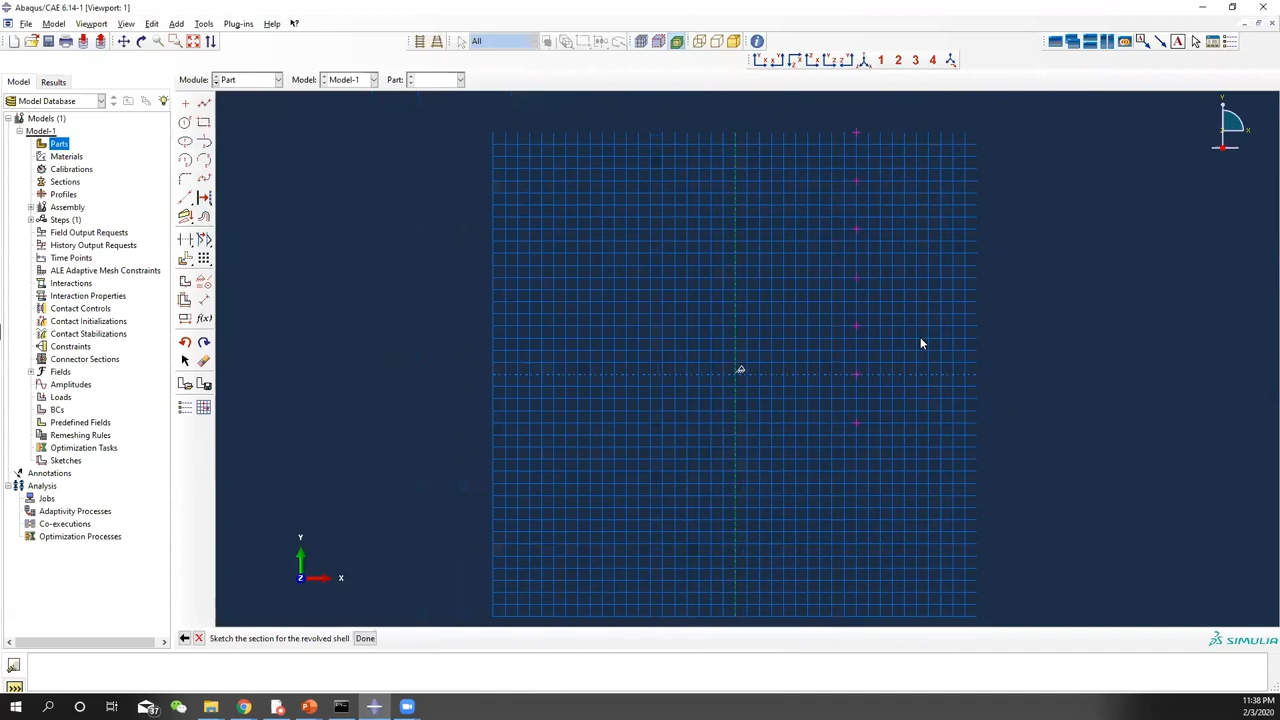 Abaqus/CAE 6.14-1 [Viewport: 1]
File Model Viewport View Edit Add Tools Plug-ins Help
All
1 2 3 4
Model Results
Module: Part Model: Model-1 Part:
Model Database
Models (1)
Model-1
Parts
Materials
Calibrations
Sections
Profiles
Assembly
Steps (1)
Field Output Requests
History Output Requests
Time Points
ALE Adaptive Mesh Constraints
Interactions
Interaction Properties
Contact Controls
Contact Initializations
Contact Stabilizations
Constraints
Connector Sections
Fields
Amplitudes
Loads
BCs
Predefined Fields
Remeshing Rules
Optimization Tasks
Sketches
Annotations
Analysis
Jobs
Adaptivity Processes
Co-executions
Optimization Processes
f(x)
Y
X
Y
Z
X
Sketch the section for the revolved shell Done
SIMULIA
>>>
37
11:38 PM
2/3/2020